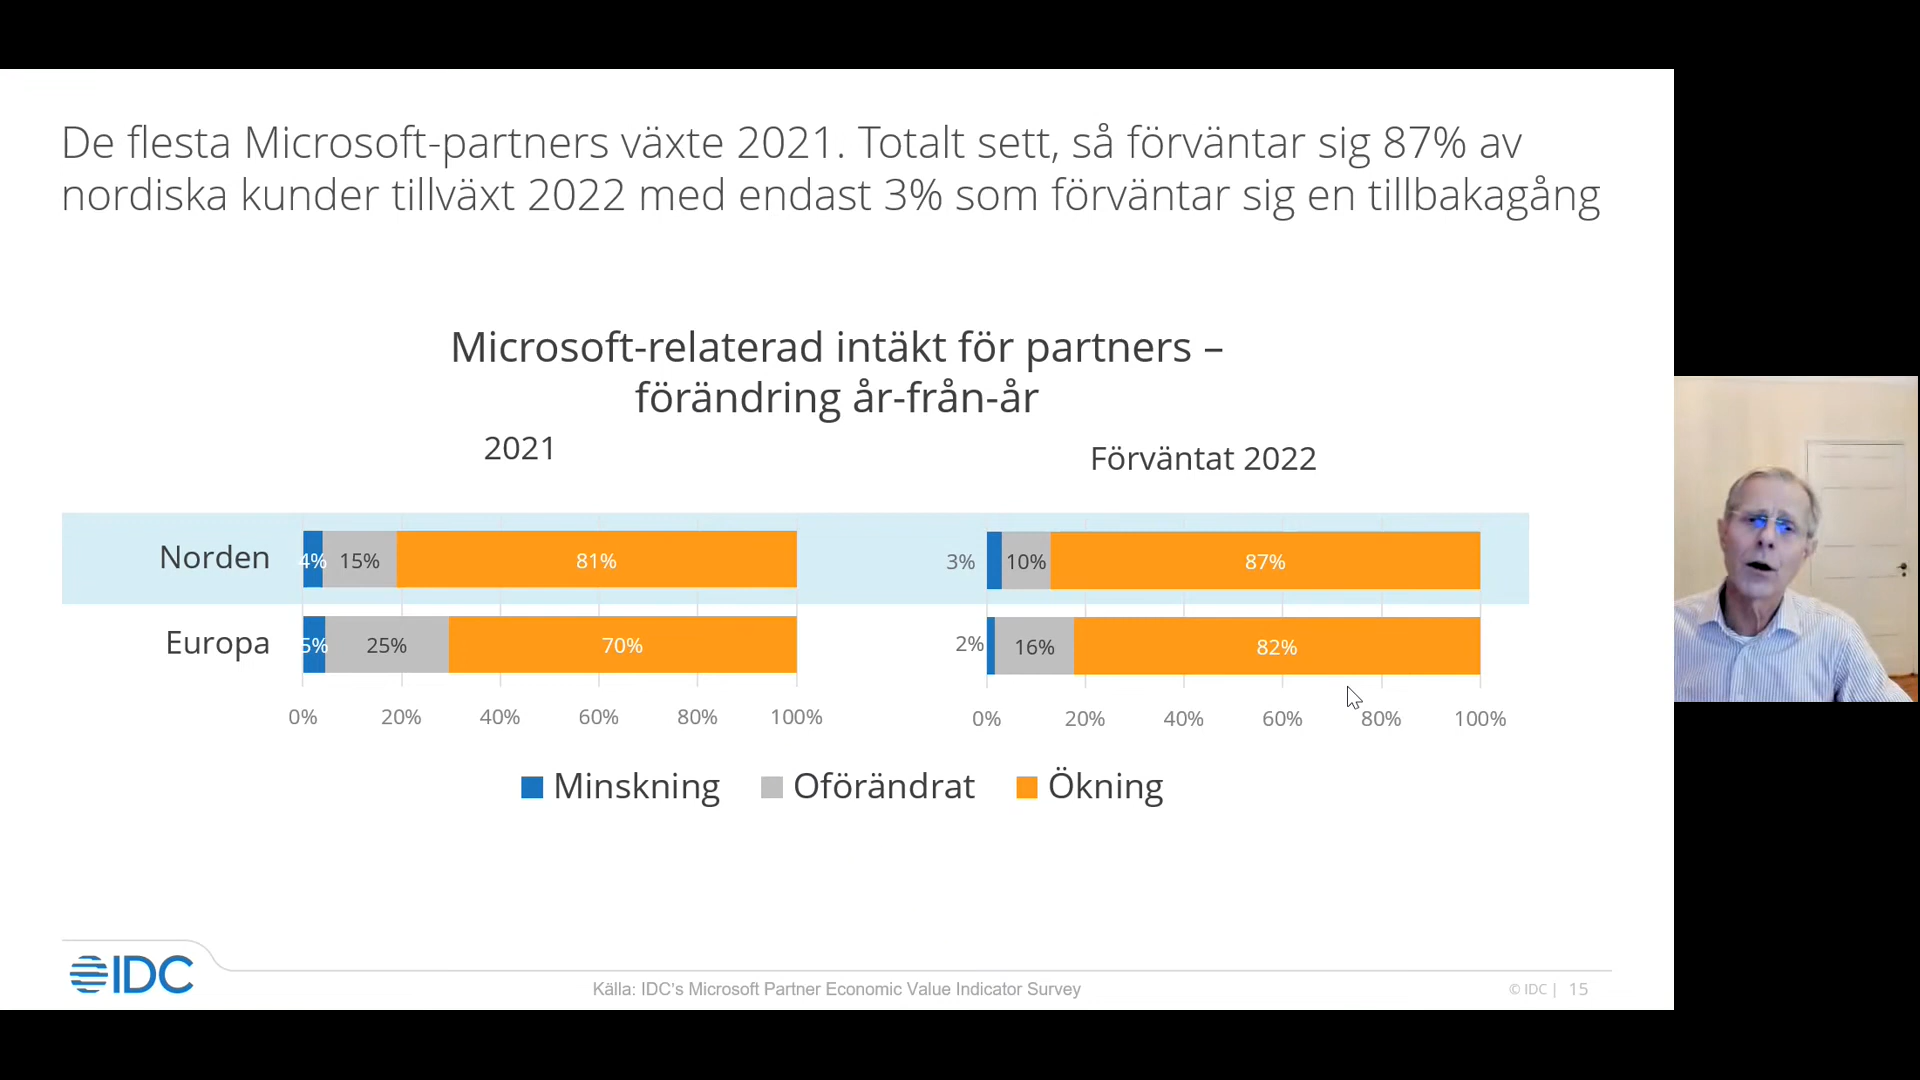 De flesta Microsoft-partners växte 2021. Totalt sett, så förväntar sig 87% av
nordiska kunder tillväxt 2022 med endast 3% som förväntar sig en tillbakagång
Microsoft-relaterad intäkt för partners –
förändring år-från-år
2021
Förväntat 2022
Norden 4% 15% 81% 3% 10% 87%
Europa 5% 25% 70% 2% 16% 82%
0% 20% 40% 60% 80% 100% 0% 20% 40% 60% 80% 100%
Minskning Oförändrat Ökning
IDC
Källa: IDC's Microsoft Partner Economic Value Indicator Survey
© IDC | 15